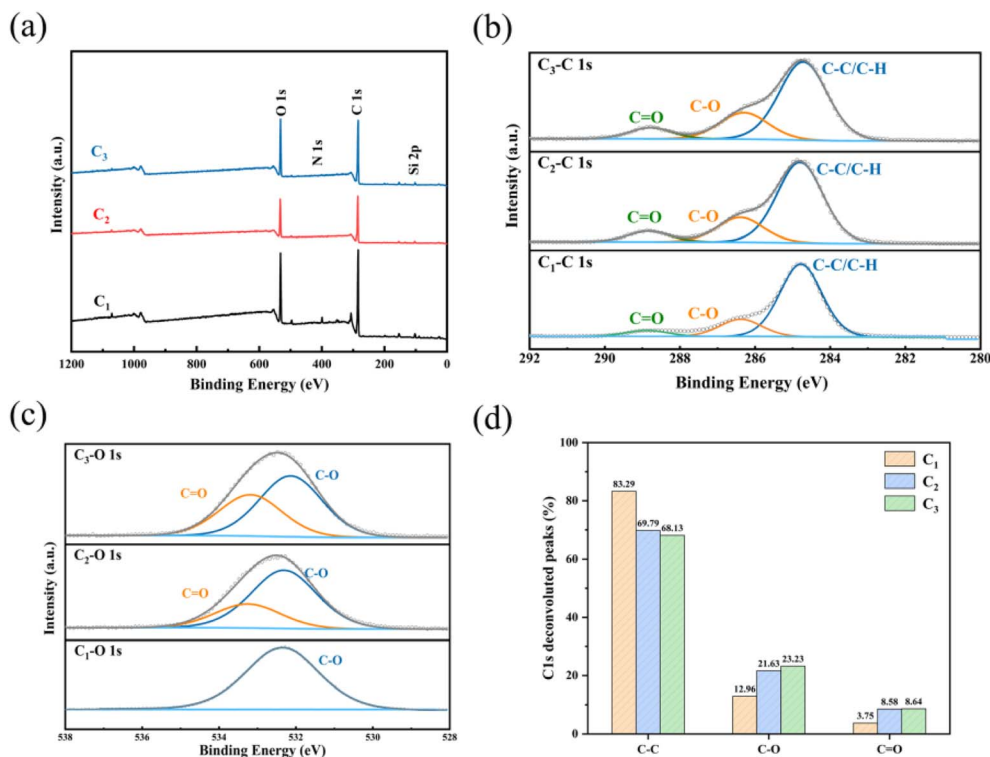 (a)
O 1s
N 1s
C 1s
Si 2p
C₃
C₂
C₁
Intensity (a.u.)
1200 1000 800 600 400 200 0
Binding Energy (eV)
(b)
C₃-C 1s
C=O
C-O
C-C/C-H
C₂-C 1s
C=O
C-O
C-C/C-H
C₁-C 1s
C=O
C-O
C-C/C-H
Intensity (a.u.)
292 290 288 286 284 282 280
Binding Energy (eV)
(c)
C₃-O 1s
C=O
C-O
C₂-O 1s
C=O
C-O
C₁-O 1s
C-O
Intensity (a.u.)
538 536 534 532 530 528
Binding Energy (eV)
(d)
C1s deconvoluted peaks (%)
100
80
60
40
20
0
C₁
C₂
C₃
83.29 69.79 68.13
12.96 21.63 23.23
3.75 8.58 8.64
C-C C-O C=O